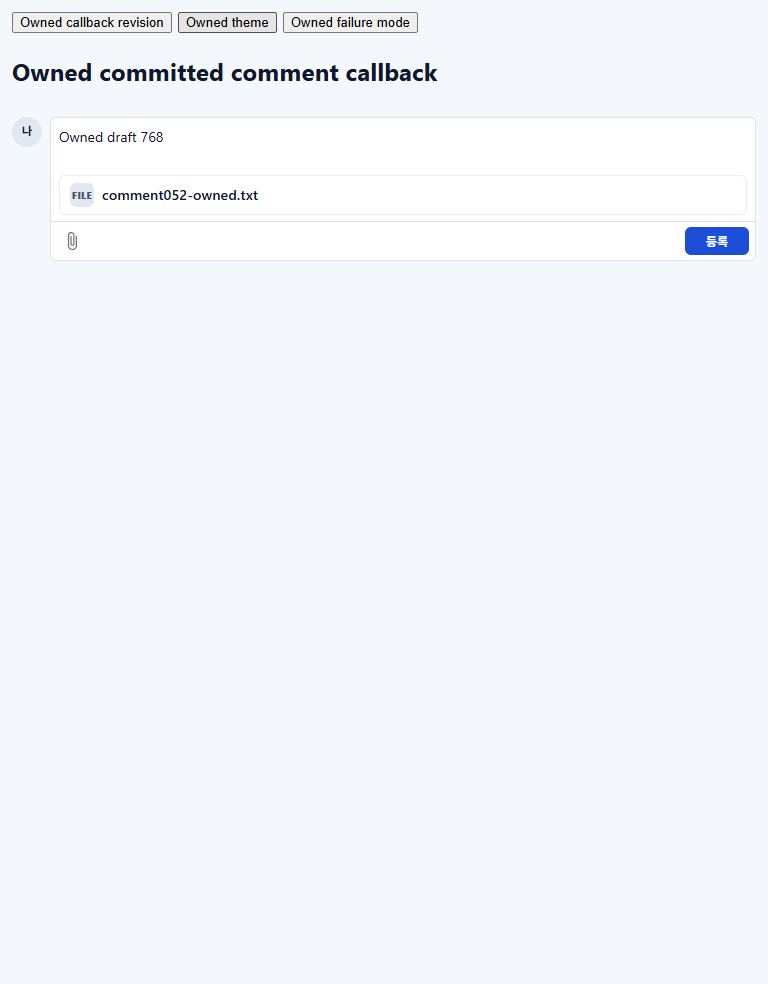 Owned callback revision Owned theme Owned failure mode
Owned committed comment callback
나
Owned draft 768
FILE comment052-owned.txt
등록